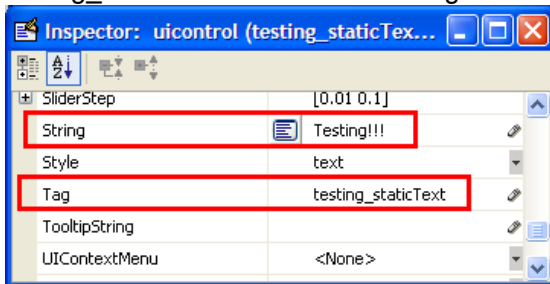 Inspector: uicontrol (testing_staticTex...
SliderStep [0.01 0.1]
String Testing!!!
Style text
Tag testing_staticText
TooltipString
UIContextMenu <None>